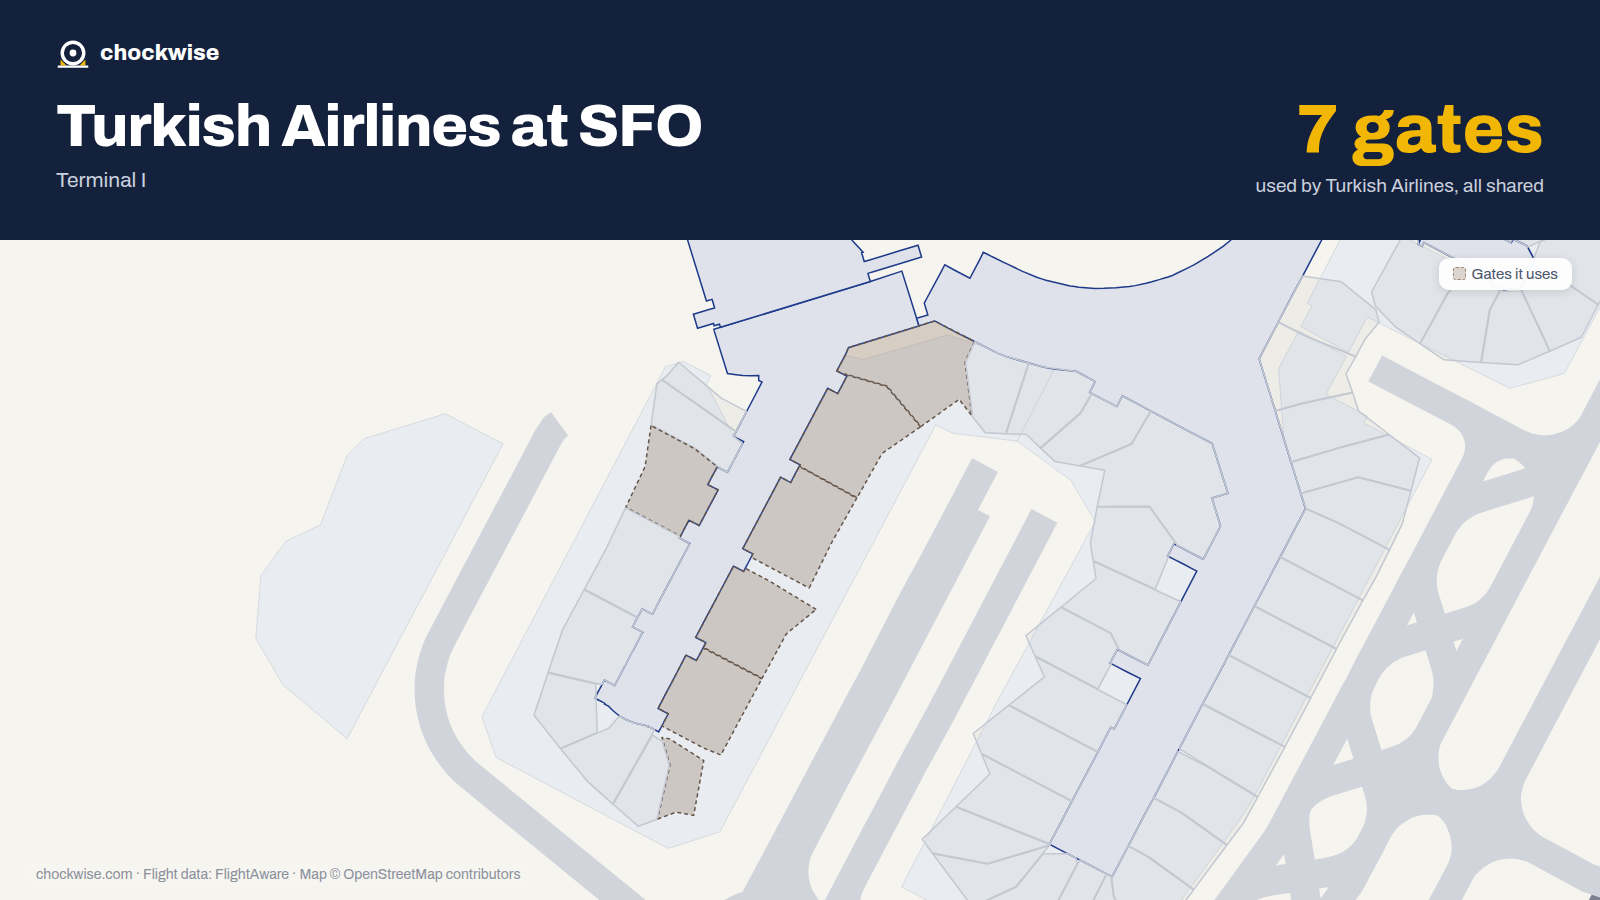 chockwise
Turkish Airlines at SFO
Terminal I
7 gates
used by Turkish Airlines, all shared
Gates it uses
chockwise.com · Flight data: FlightAware · Map © OpenStreetMap contributors